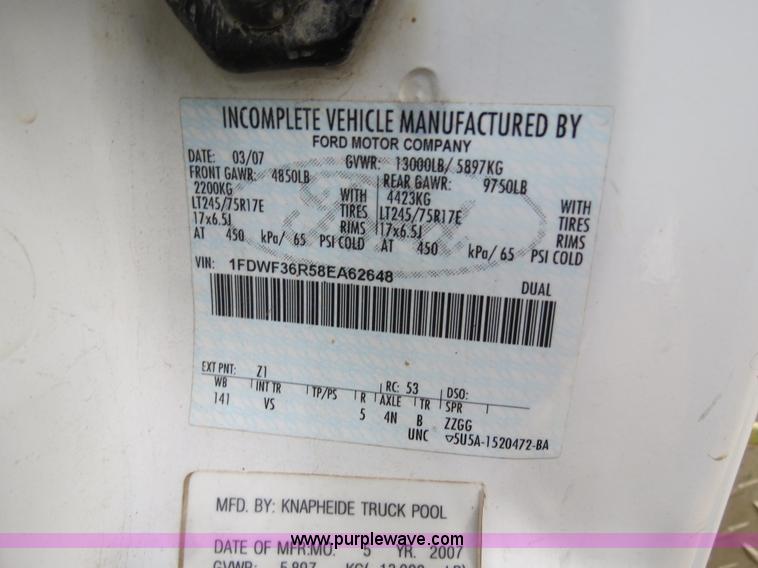 INCOMPLETE VEHICLE MANUFACTURED BY
FORD MOTOR COMPANY
DATE: 03/07 GVWR: 13000LB/ 5897KG
FRONT GAWR: 4850LB REAR GAWR: 9750LB
2200KG WITH 4423KG WITH
LT245/75R17E TIRES LT245/75R17E TIRES
17x6.5J RIMS 17x6.5J RIMS
AT 450 kPa/ 65 PSI COLD AT 450 kPa/ 65 PSI COLD
VIN: 1FDWF36R58EA62648 DUAL
EXT PNT: Z1 RC: 53 DSO:
WB INT TR TP/PS R AXLE TR SPR
141 VS 5 4N B ZZGG
UNC ▽5U5A-1520472-BA
MFD. BY: KNAPHEIDE TRUCK POOL
www.purplewave.com
DATE OF MFR:MO. 5 YR. 2007
GVWR: 5,897 KG(